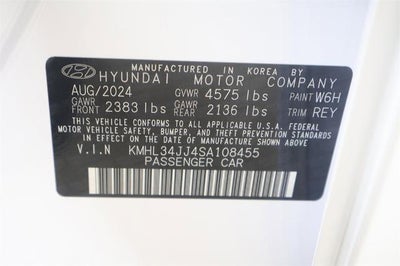 MANUFACTURED IN KOREA BY
HYUNDAI MOTOR COMPANY
AUG/2024 GVWR 4575 lbs PAINT W6H
GAWR FRONT 2383 lbs GAWR REAR 2136 lbs TRIM REY
THIS VEHICLE CONFORMS TO ALL APPLICABLE U.S.A. FEDERAL
MOTOR VEHICLE SAFETY, BUMPER, AND THEFT PREVENTION STANDARDS
IN EFFECT ON THE DATE OF MANUFACTURE SHOWN ABOVE.
V.I.N KMHL34JJ4SA108455
PASSENGER CAR